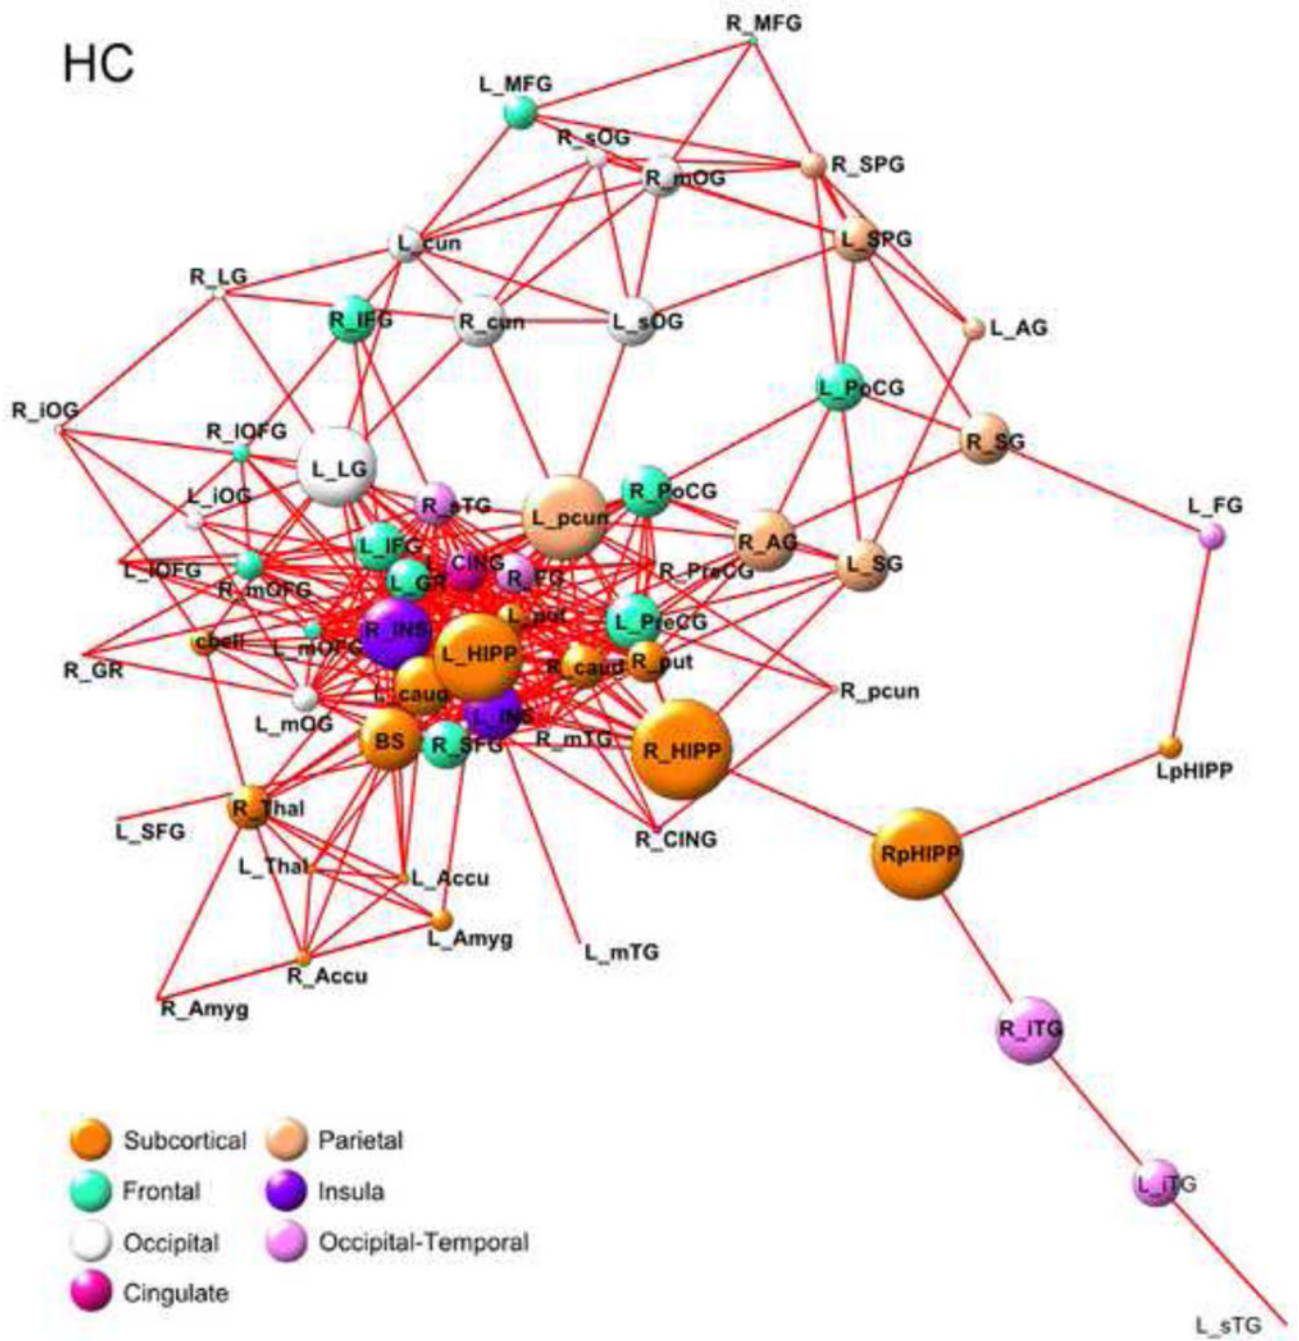 R_MFG
HC
L_MFG
R_sOG
R_SPG
R_mOG
L_SPG
L_cun
R_LG
R_IFG
R_cun
L_sOG
L_AG
L_PoCG
R_iOG
R_lOFG
R_SG
L_LG
L_iOG
R_PoCG
R_sTG
L_pcun
L_FG
R_AG
L_IFG
L_CING
L_SG
L_lOFG
R_PreCG
R_FG
L_GR
R_mOFG
L_put
L_PreCG
R_INS
cbell
L_mOFG
L_HIPP
R_GR
R_caud
R_put
L_caud
R_pcun
L_INS
L_mOG
BS
R_SFG
R_mTG
R_HIPP
LpHIPP
R_Thal
L_SFG
R_CING
RpHIPP
L_Thal
L_Accu
L_Amyg
L_mTG
R_Accu
R_Amyg
R_iTG
Subcortical
Parietal
Frontal
Insula
L_iTG
Occipital
Occipital-Temporal
Cingulate
L_sTG